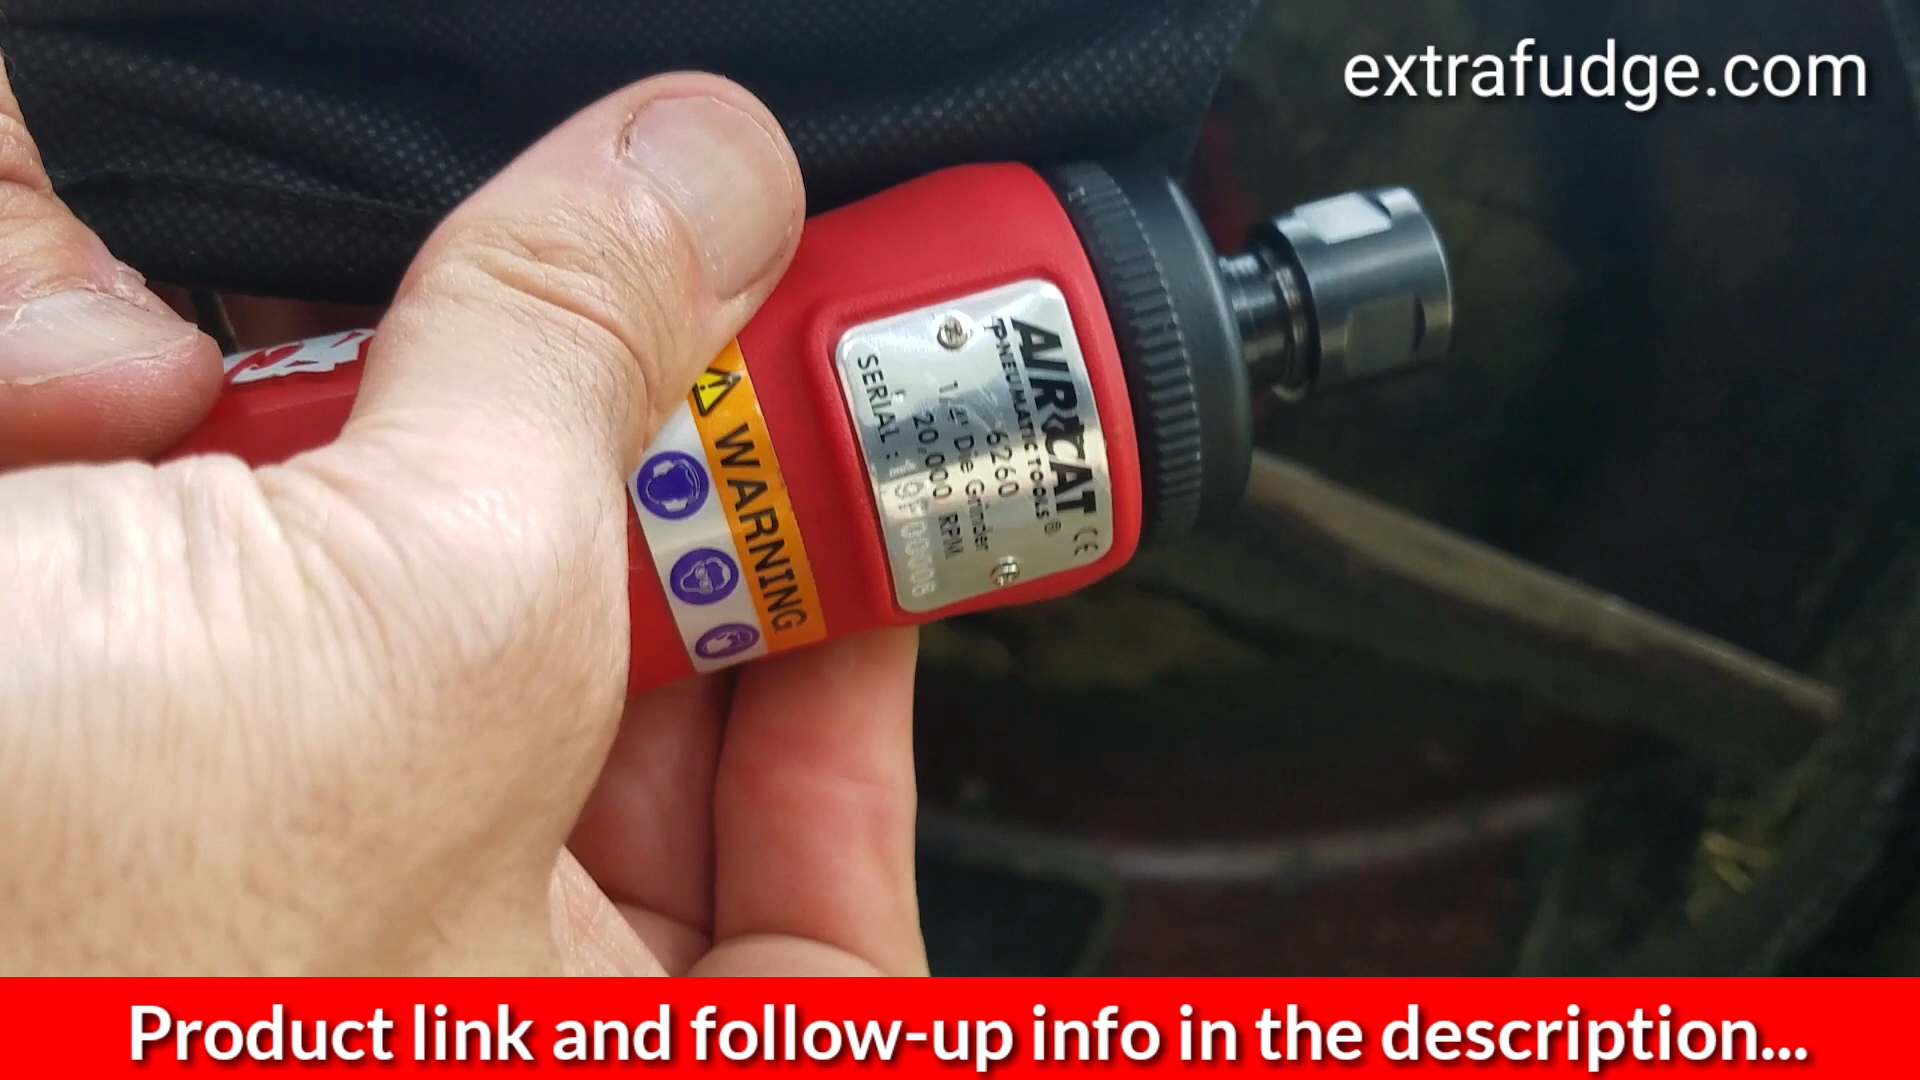 extrafudge.com
AIRCAT CE
PNEUMATIC TOOLS®
6260
1/4" Die Grinder
20,000 RPM
SERIAL:
WARNING
Product link and follow-up info in the description...